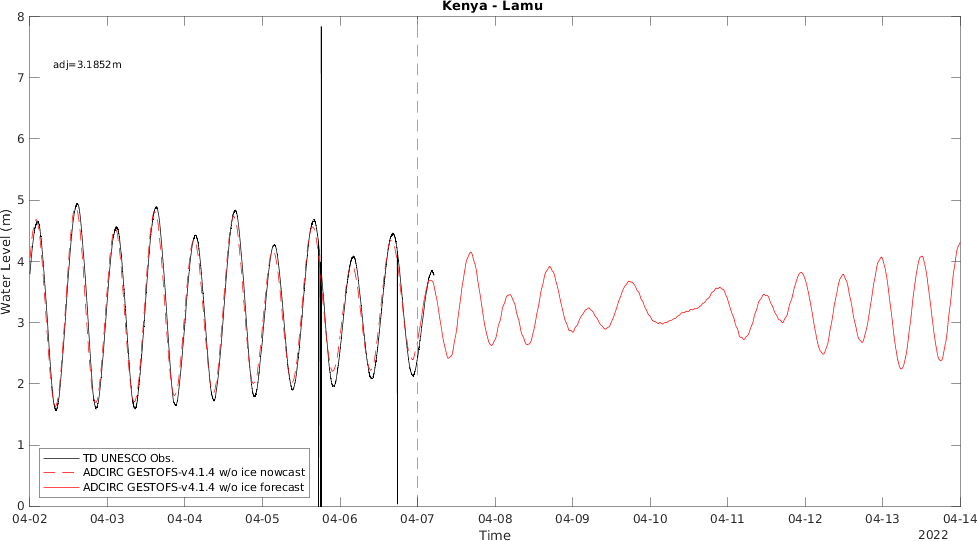 Kenya - Lamu
8
adj=3.1852m
7
6
5
4
3
2
1
0
Water Level (m)
TD UNESCO Obs.
ADCIRC GESTOFS-v4.1.4 w/o ice nowcast
ADCIRC GESTOFS-v4.1.4 w/o ice forecast
04-02 04-03 04-04 04-05 04-06 04-07 04-08 04-09 04-10 04-11 04-12 04-13 04-14
Time
2022